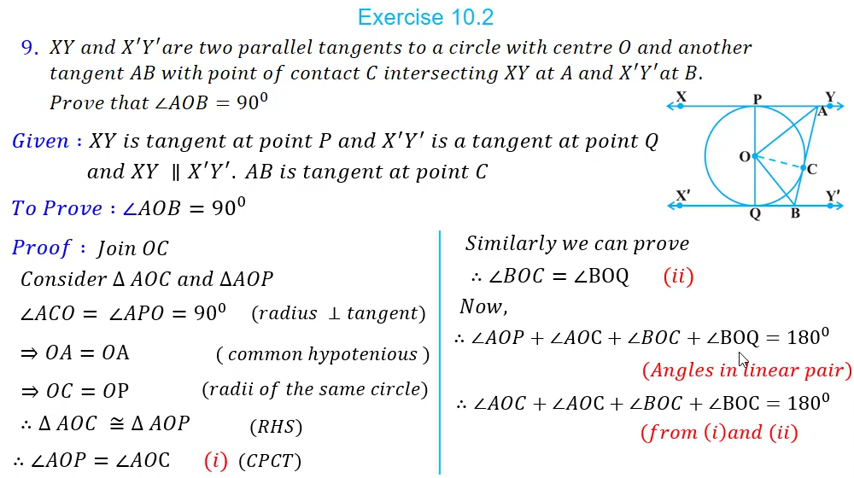 Exercise 10.2
9. XY and X′Y′are two parallel tangents to a circle with centre O and another
tangent AB with point of contact C intersecting XY at A and X′Y′at B.
Prove that ∠AOB = 90⁰
Given : XY is tangent at point P and X′Y′ is a tangent at point Q
and XY ∥ X′Y′. AB is tangent at point C
To Prove : ∠AOB = 90⁰
X P Y
A
O
C
X′ Y′
Q B
Proof : Join OC
Consider Δ AOC and ΔAOP
∠ACO = ∠APO = 90⁰ (radius ⊥ tangent)
⇒ OA = OA (common hypotenious)
⇒ OC = OP (radii of the same circle)
∴ Δ AOC ≅ Δ AOP (RHS)
∴ ∠AOP = ∠AOC (i) (CPCT)
Similarly we can prove
∴ ∠BOC = ∠BOQ (ii)
Now,
∴ ∠AOP + ∠AOC + ∠BOC + ∠BOQ = 180⁰
(Angles in linear pair)
∴ ∠AOC + ∠AOC + ∠BOC + ∠BOC = 180⁰
(from (i)and (ii)